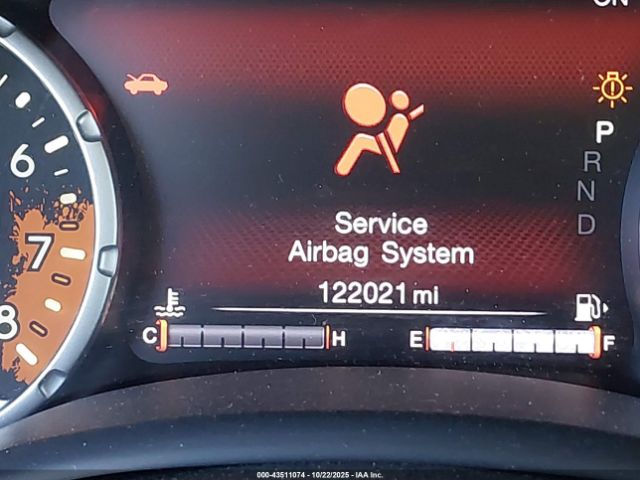 ON
6
7
8
P
R
N
D
Service
Airbag System
122021 mi
C H E F
000-43511074 | 10/22/2025 - IAA Inc.